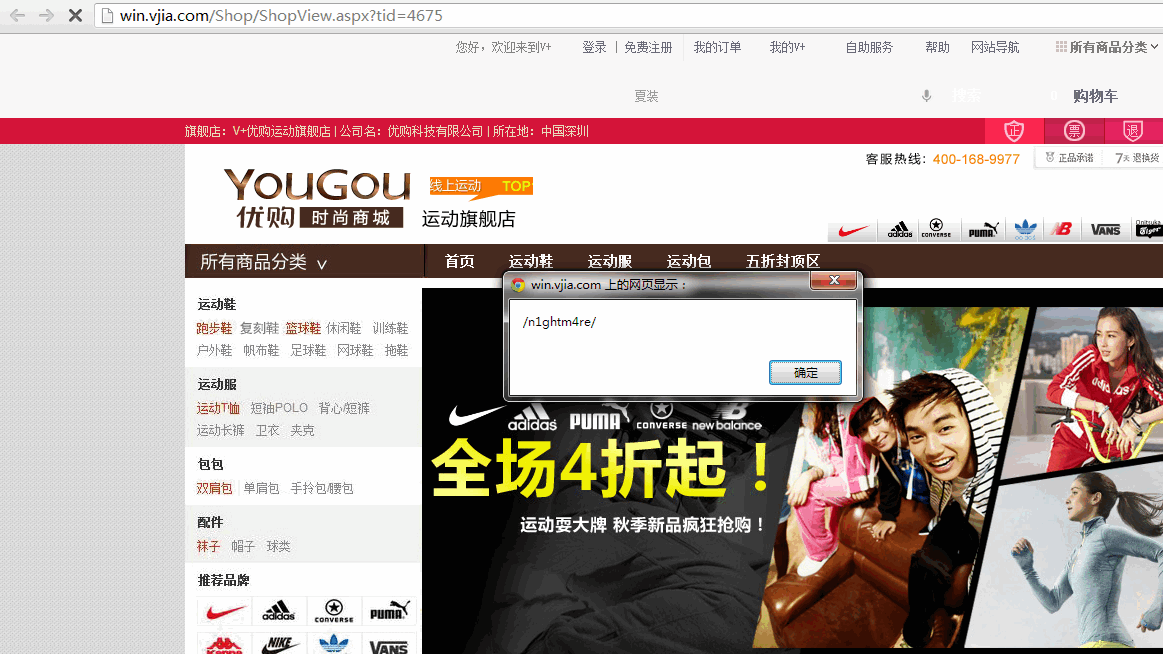 win.vjia.com/Shop/ShopView.aspx?tid=4675
您好，欢迎来到V+ 登录 | 免费注册 我的订单 我的V+ 自助服务 帮助 网站导航 所有商品分类
夏装 搜索 0 购物车
旗舰店：V+优购运动旗舰店 | 公司名：优购科技有限公司 | 所在地：中国深圳 正 票 退
客服热线：400-168-9977 正品承诺 7天 退换货
YOUGOU 线上运动 TOP
优购 时尚商城 运动旗舰店
adidas CONVERSE PUMA NB VANS Onitsuka Tiger
所有商品分类 ∨ 首页 运动鞋 运动服 运动包 五折封顶区
win.vjia.com 上的网页显示：
/n1ghtm4re/
确定
运动鞋
跑步鞋 复刻鞋 篮球鞋 休闲鞋 训练鞋
户外鞋 帆布鞋 足球鞋 网球鞋 拖鞋
运动服
运动T恤 短袖POLO 背心/短裤
运动长裤 卫衣 夹克
包包
双肩包 单肩包 手拎包/腰包
配件
袜子 帽子 球类
推荐品牌
adidas CONVERSE PUMA
Kappa NIKE VANS
adidas PUMA CONVERSE new balance
全场4折起！
运动耍大牌 秋季新品疯狂抢购！